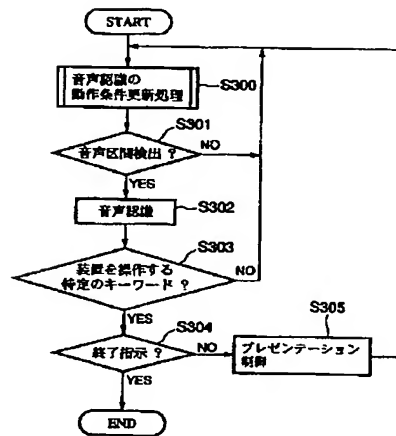 START
音声認識の
動作条件更新処理
S300
S301
音声区間検出 ?
NO
YES
音声認識
S302
S303
装置を操作する
特定のキーワード ?
NO
YES
S304
終了指示 ?
NO
YES
S305
プレゼンテーション
制御
END